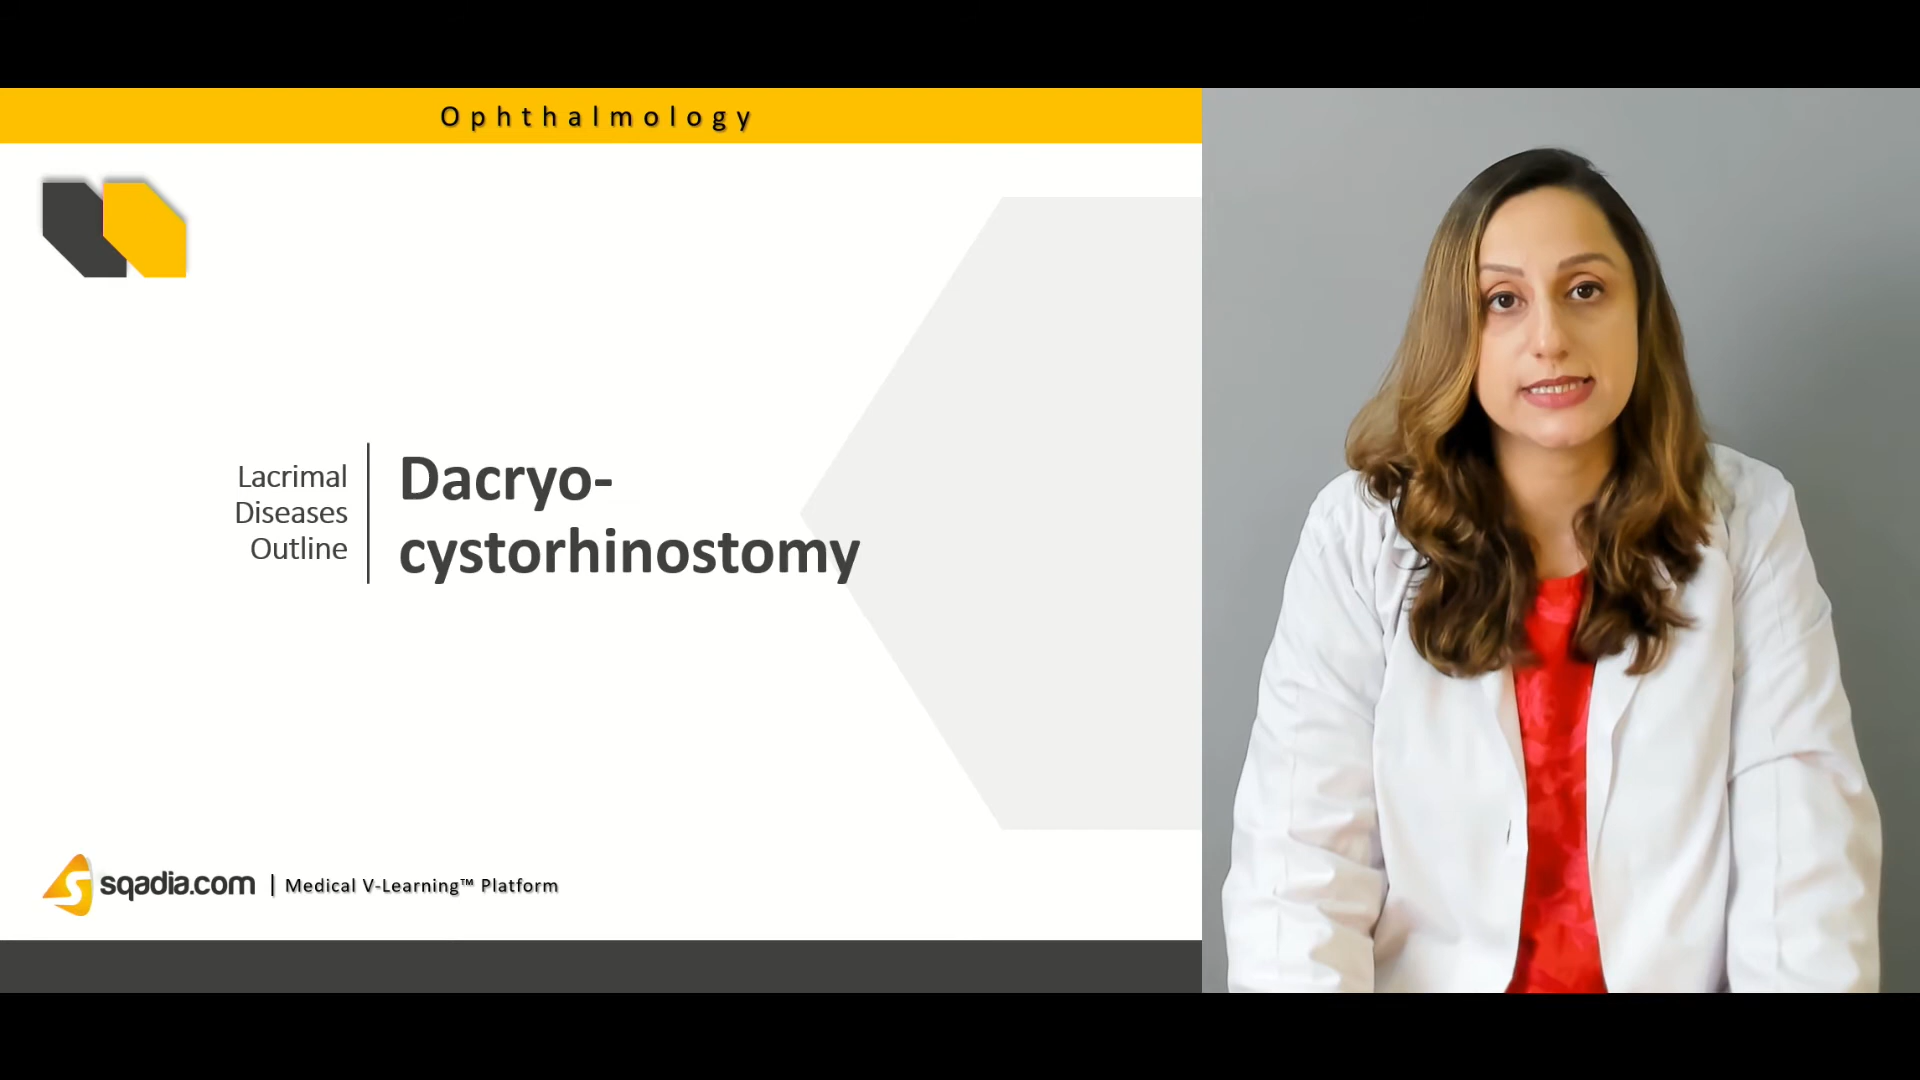 Ophthalmology
Lacrimal
Diseases
Outline
Dacryo-
cystorhinostomy
sqadia.com | Medical V-Learning™ Platform